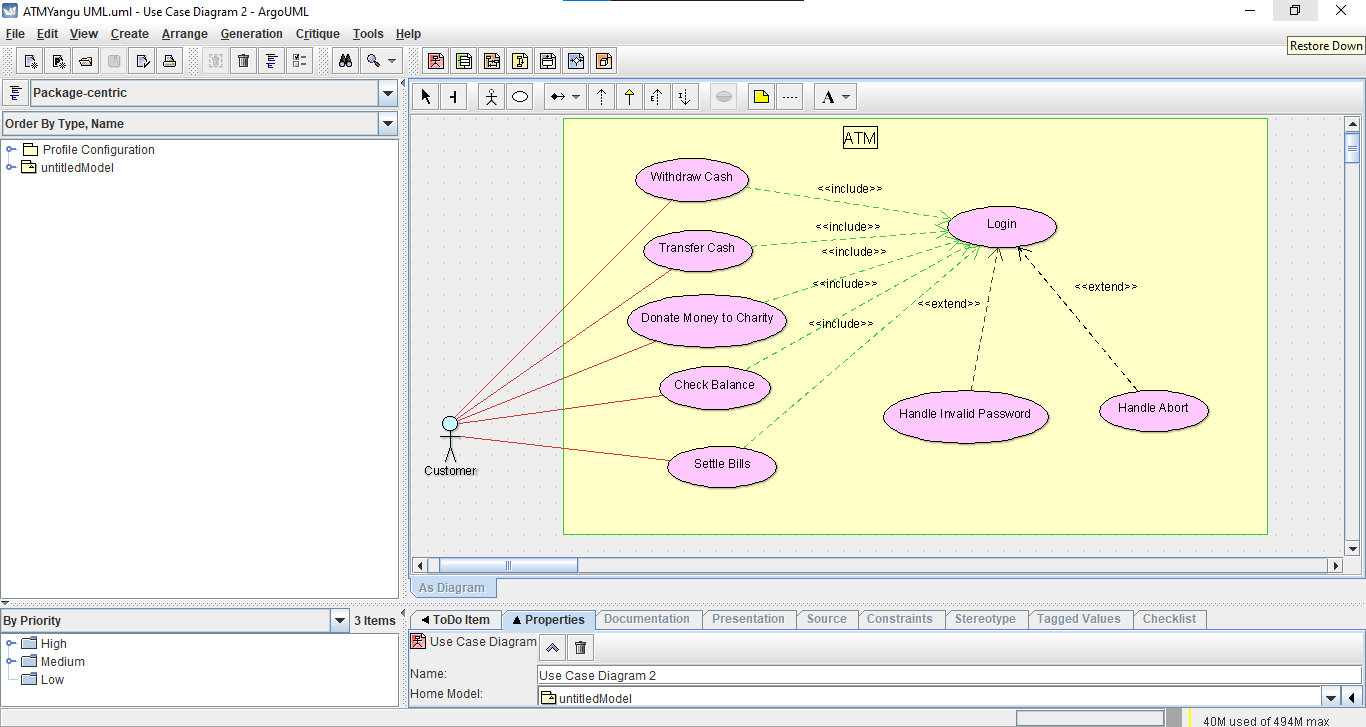 ATMYangu UML.uml - Use Case Diagram 2 - ArgoUML
File Edit View Create Arrange Generation Critique Tools Help
Restore Down
Package-centric
Order By Type, Name
Profile Configuration
untitledModel
A
ATM
Withdraw Cash
<<include>>
Login
Transfer Cash
<<include>>
<<include>>
<<include>>
<<extend>>
<<extend>>
Donate Money to Charity
<<include>>
Check Balance
Handle Invalid Password
Handle Abort
Settle Bills
Customer
As Diagram
By Priority
3 Items
High
Medium
Low
ToDo Item
Properties
Documentation
Presentation
Source
Constraints
Stereotype
Tagged Values
Checklist
Use Case Diagram
Name:
Use Case Diagram 2
Home Model:
untitledModel
40M used of 494M max